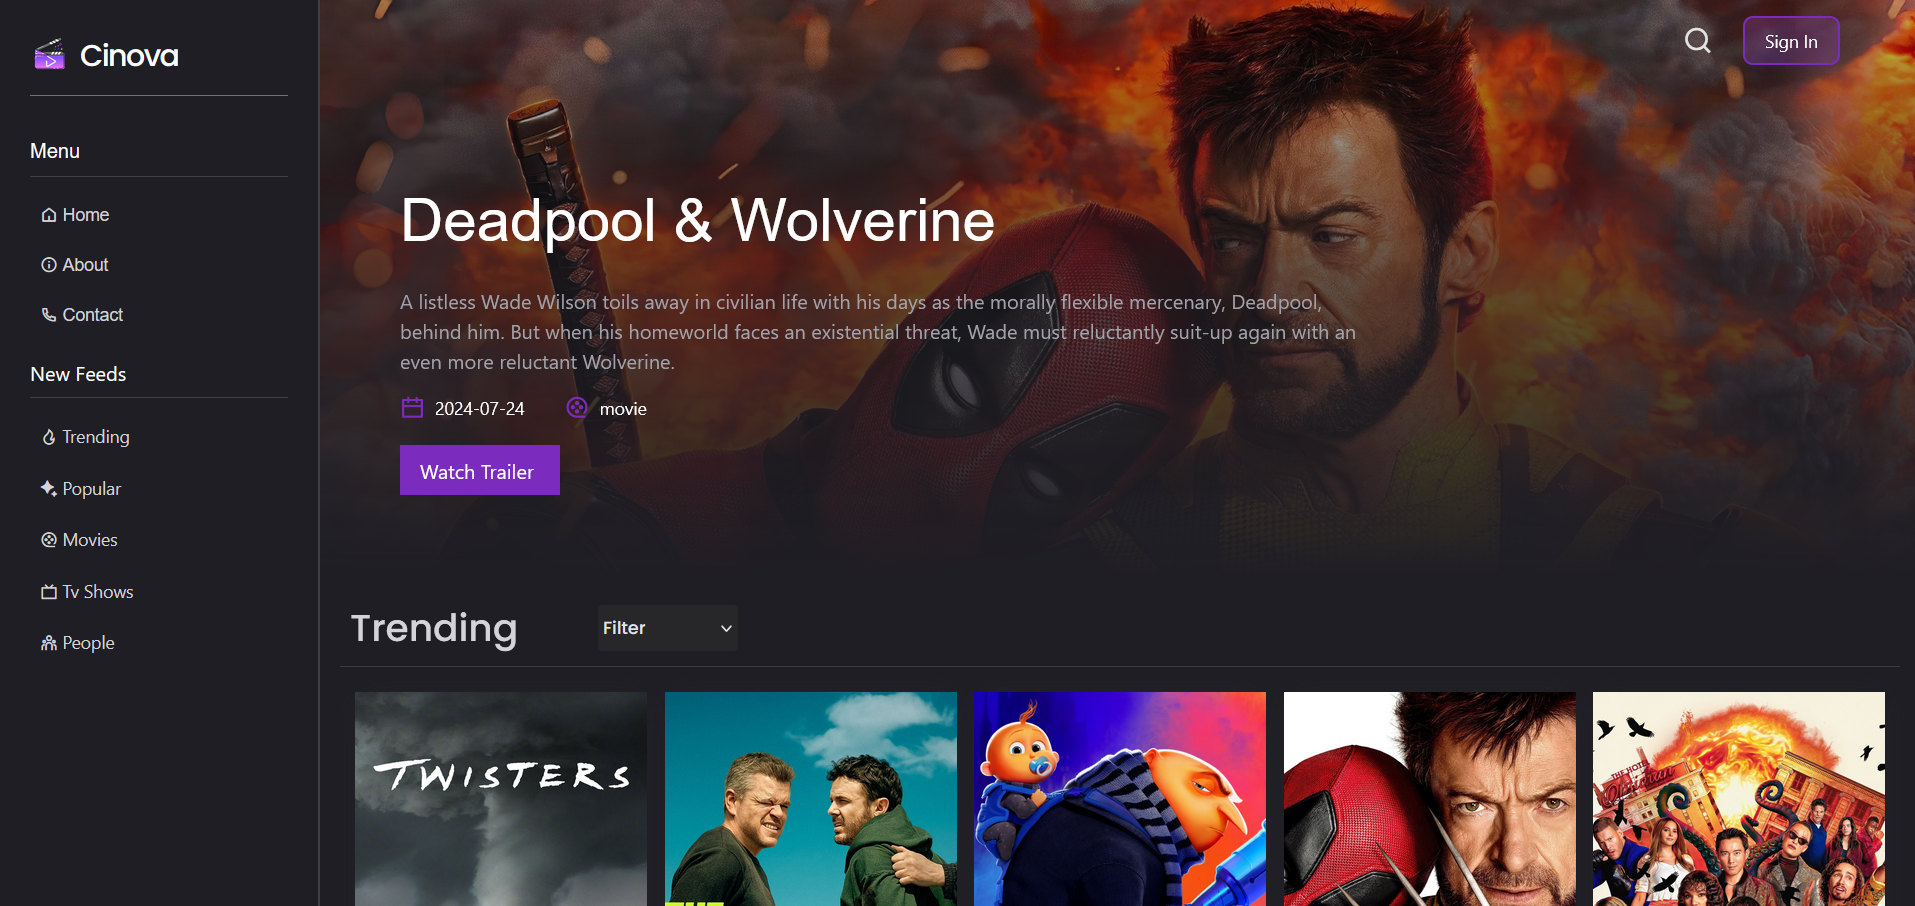 Cinova
Menu
Home
About
Contact
New Feeds
Trending
Popular
Movies
Tv Shows
People
Sign In
Deadpool & Wolverine
A listless Wade Wilson toils away in civilian life with his days as the morally flexible mercenary, Deadpool,
behind him. But when his homeworld faces an existential threat, Wade must reluctantly suit-up again with an
even more reluctant Wolverine.
2024-07-24
movie
Watch Trailer
Trending
Filter
TWISTERS
THE HOTEL
Obsidian